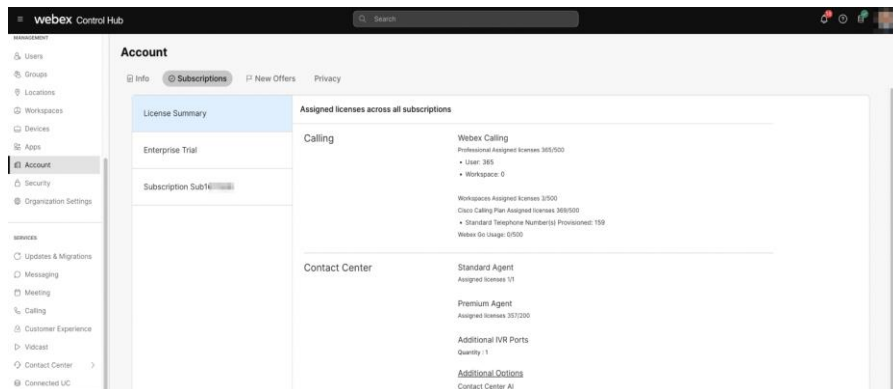 webex Control Hub
Search
MANAGEMENT
Users
Groups
Locations
Workspaces
Devices
Apps
Account
Security
Organization Settings
SERVICES
Updates & Migrations
Messaging
Meeting
Calling
Customer Experience
Vidcast
Contact Center
Connected UC
Account
Info
Subscriptions
New Offers
Privacy
License Summary
Enterprise Trial
Subscription Sub1
Assigned licenses across all subscriptions
Calling
Webex Calling
Professional Assigned licenses 365/500
• User: 365
• Workspace: 0
Workspaces Assigned licenses 3/500
Cisco Calling Plan Assigned licenses 369/500
• Standard Telephone Number(s) Provisioned: 159
Webex Go Usage: 0/500
Contact Center
Standard Agent
Assigned licenses 1/1
Premium Agent
Assigned licenses 357/200
Additional IVR Ports
Quantity : 1
Additional Options
Contact Center AI